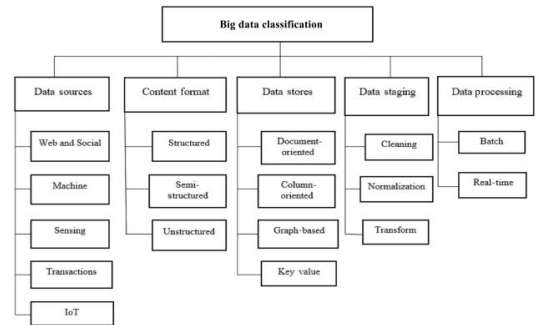 Big data classification
Data sources
Content format
Data stores
Data staging
Data processing
Web and Social
Machine
Sensing
Transactions
IoT
Structured
Semi-
structured
Unstructured
Document-
oriented
Column-
oriented
Graph-based
Key value
Cleaning
Normalization
Transform
Batch
Real-time